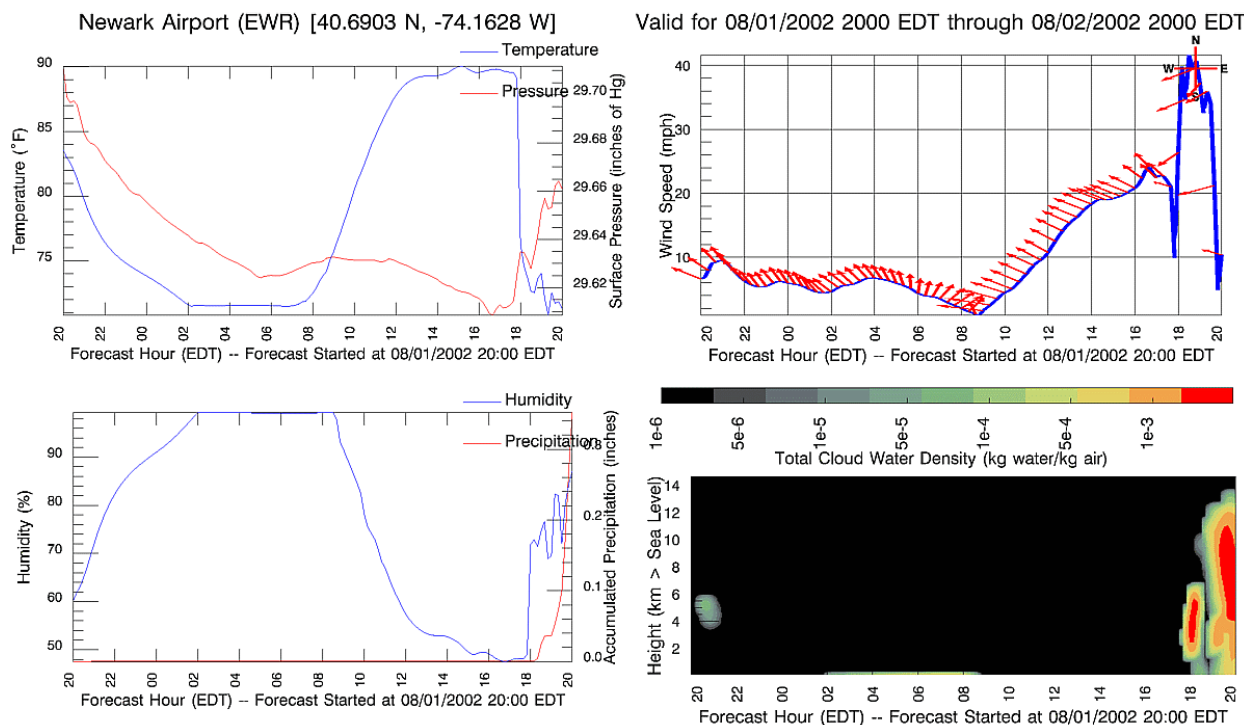 Newark Airport (EWR) [40.6903 N, -74.1628 W]
Valid for 08/01/2002 2000 EDT through 08/02/2002 2000 EDT
Temperature
Pressure
Temperature (°F)
90
85
80
75
Surface Pressure (inches of Hg)
29.70
29.68
29.66
29.64
29.62
20 22 00 02 04 06 08 10 12 14 16 18 20
Forecast Hour (EDT) -- Forecast Started at 08/01/2002 20:00 EDT
Wind Speed (mph)
40
30
20
10
N
W E
S
20 22 00 02 04 06 08 10 12 14 16 18 20
Forecast Hour (EDT) -- Forecast Started at 08/01/2002 20:00 EDT
Humidity
Precipitation
Humidity (%)
90
80
70
60
50
Accumulated Precipitation (inches)
0.3
0.2
0.1
0.0
20 22 00 02 04 06 08 10 12 14 16 18 20
Forecast Hour (EDT) -- Forecast Started at 08/01/2002 20:00 EDT
1e-6 5e-6 1e-5 5e-5 1e-4 5e-4 1e-3
Total Cloud Water Density (kg water/kg air)
Height (km > Sea Level)
14
12
10
8
6
4
2
20 22 00 02 04 06 08 10 12 14 16 18 20
Forecast Hour (EDT) -- Forecast Started at 08/01/2002 20:00 EDT